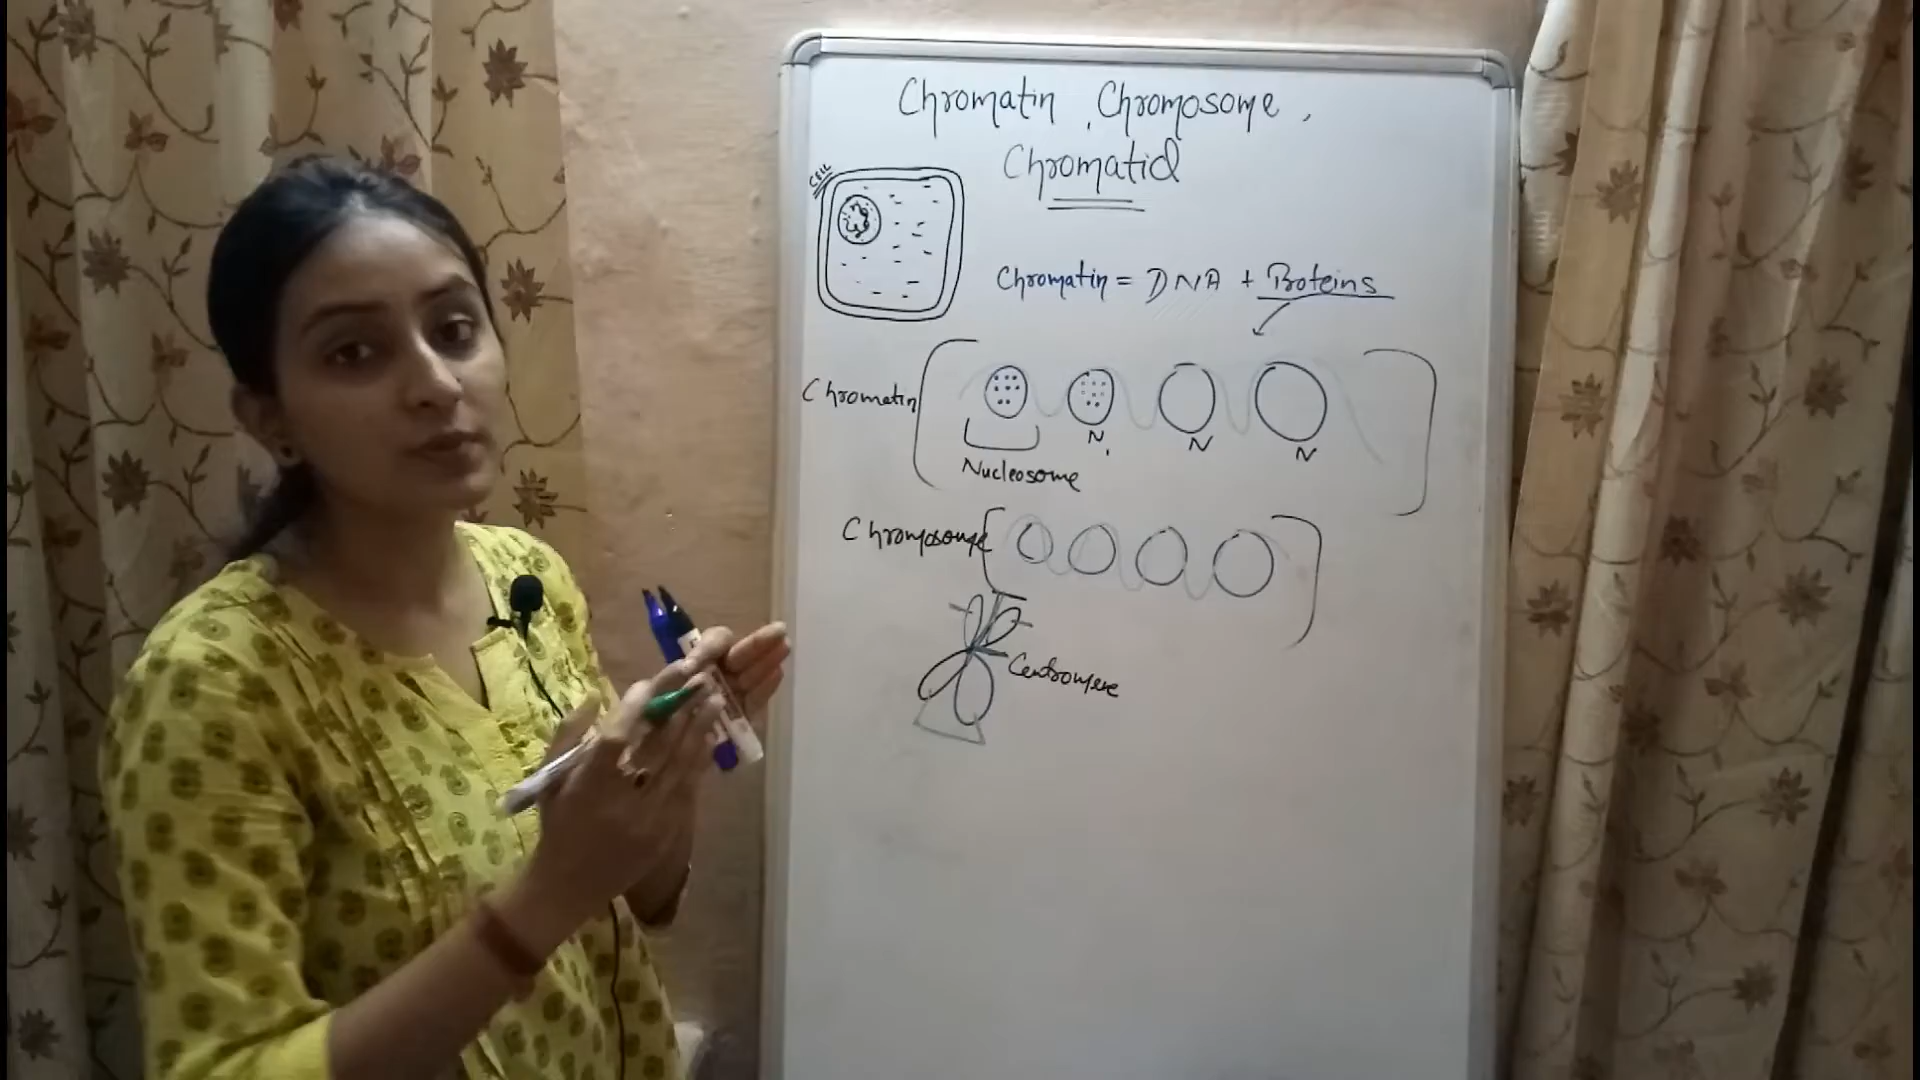 Chromatin, Chromosome,
Chromatid
CELL
Chromatin = DNA + Proteins
Chromatin
N N N
Nucleosome
Chromosome
Centromere